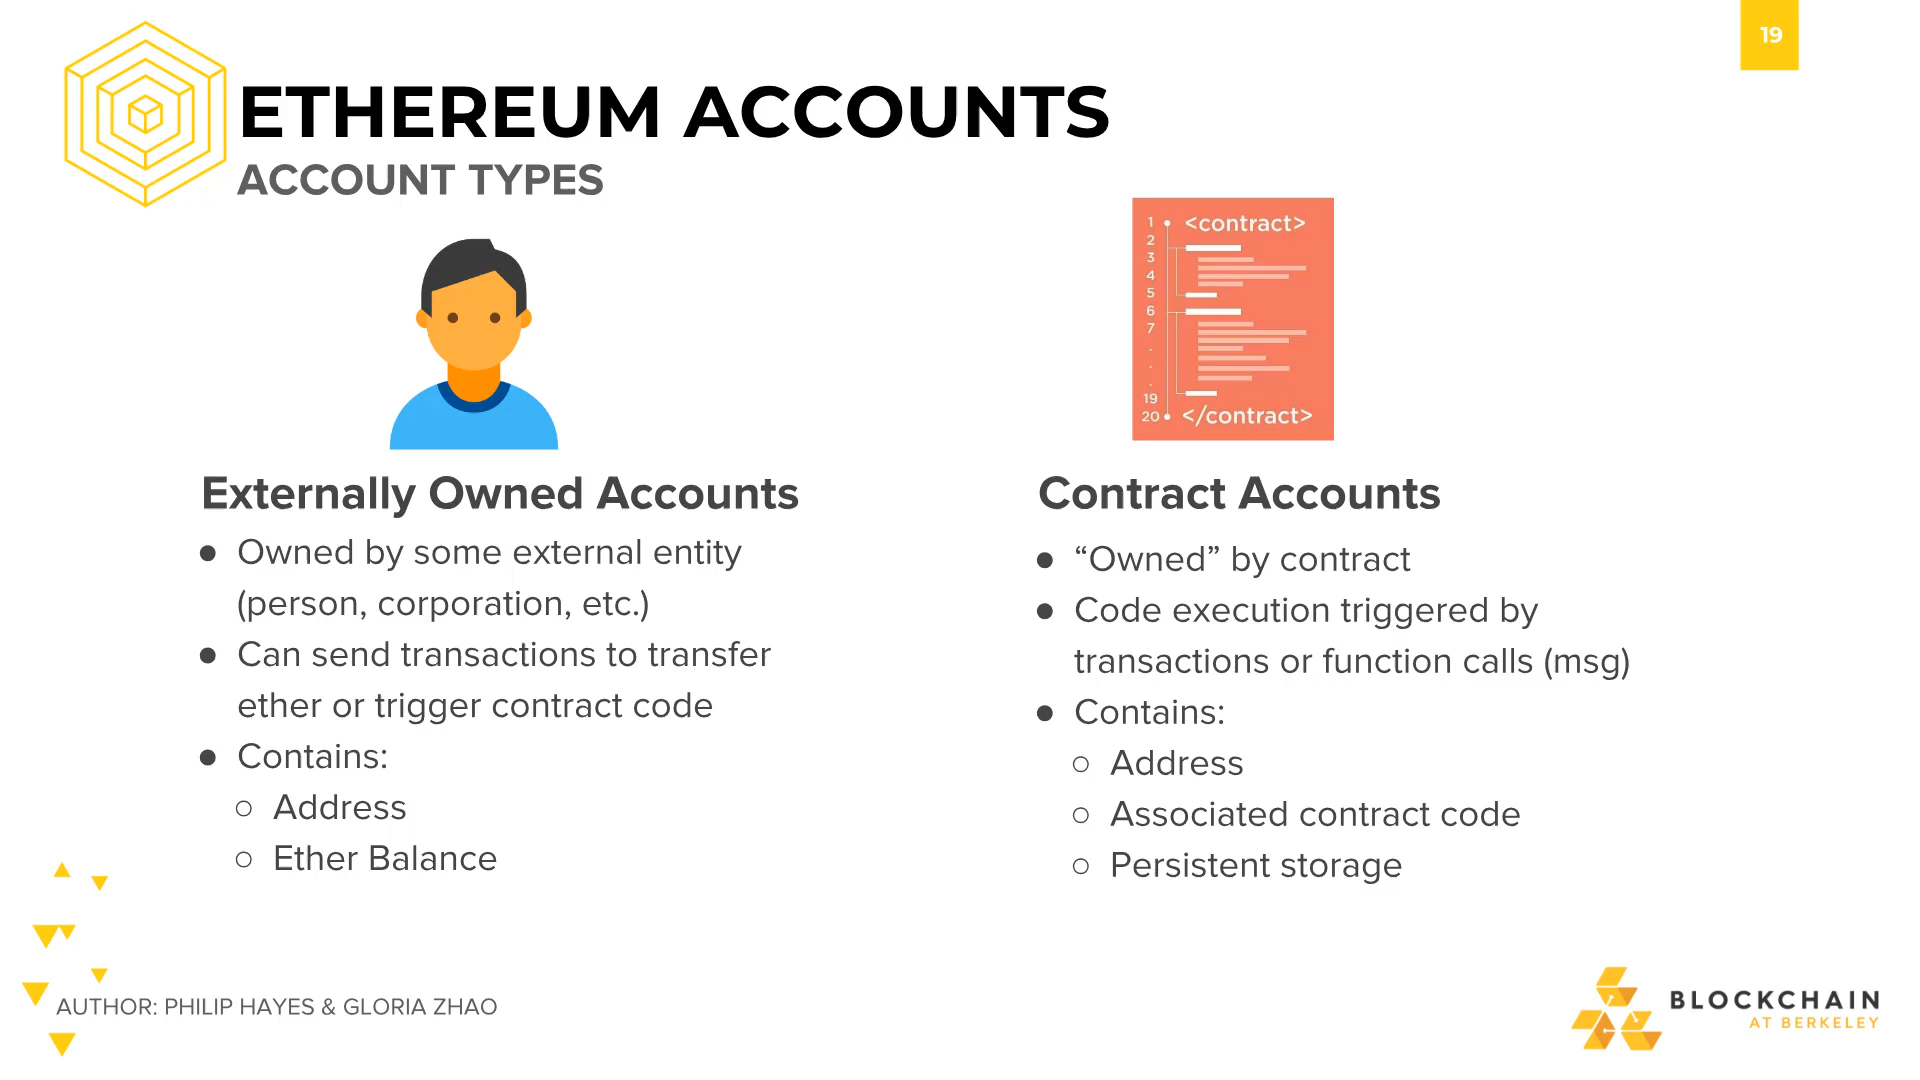 19
ETHEREUM ACCOUNTS
ACCOUNT TYPES
1 <contract>
2
3
4
5
6
7
.
.
.
19
20 </contract>
Externally Owned Accounts
● Owned by some external entity
(person, corporation, etc.)
● Can send transactions to transfer
ether or trigger contract code
● Contains:
○ Address
○ Ether Balance
Contract Accounts
● “Owned” by contract
● Code execution triggered by
transactions or function calls (msg)
● Contains:
○ Address
○ Associated contract code
○ Persistent storage
AUTHOR: PHILIP HAYES & GLORIA ZHAO
BLOCKCHAIN
AT BERKELEY